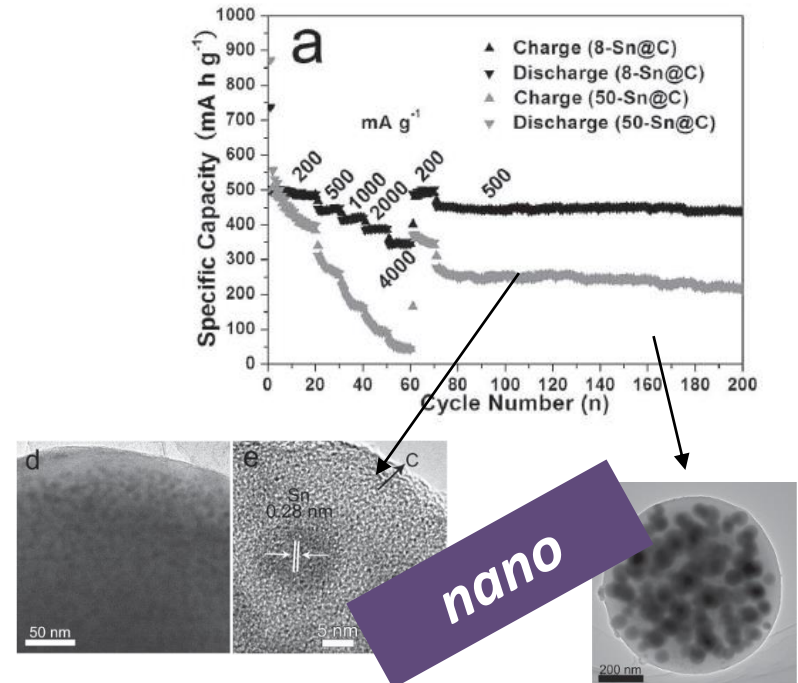 a
1000
900
800
700
600
500
400
300
200
100
0
Specific Capacity (mA h g⁻¹)
Charge (8-Sn@C)
Discharge (8-Sn@C)
Charge (50-Sn@C)
Discharge (50-Sn@C)
mA g⁻¹
200
500
1000
2000
4000
200
500
0 20 40 60 80 100 120 140 160 180 200
Cycle Number (n)
d
50 nm
e
C
Sn
0.28 nm
5 nm
nano
200 nm